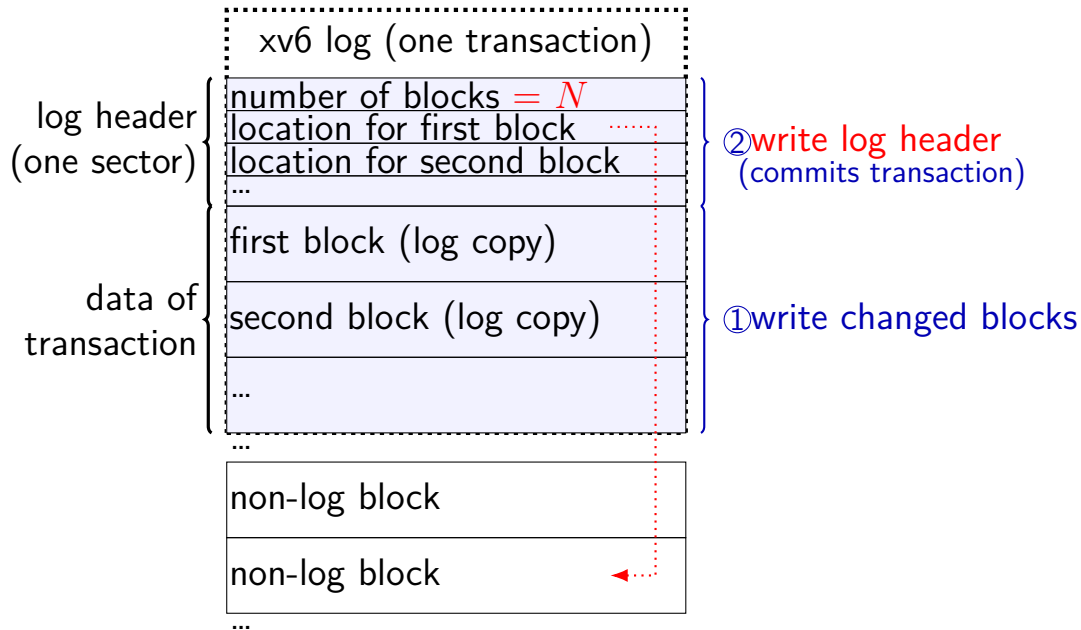 xv6 log (one transaction)
log header
(one sector)
number of blocks = N
location for first block
location for second block
...
②write log header
(commits transaction)
data of
transaction
first block (log copy)
second block (log copy)
...
①write changed blocks
...
non-log block
non-log block
...